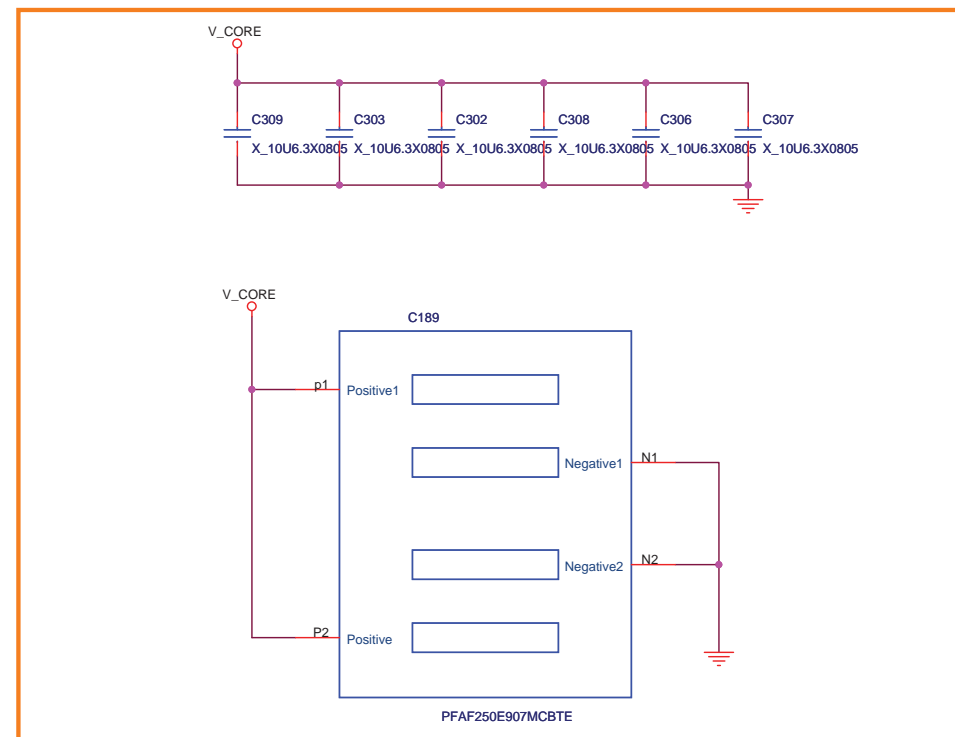 V_CORE
C309 C303 C302 C308 C306 C307
X_10U6.3X0805 X_10U6.3X0805 X_10U6.3X0805 X_10U6.3X0805 X_10U6.3X0805 X_10U6.3X0805
V_CORE
C189
p1 Positive1
Negative1 N1
Negative2 N2
P2 Positive
PFAF250E907MCBTE